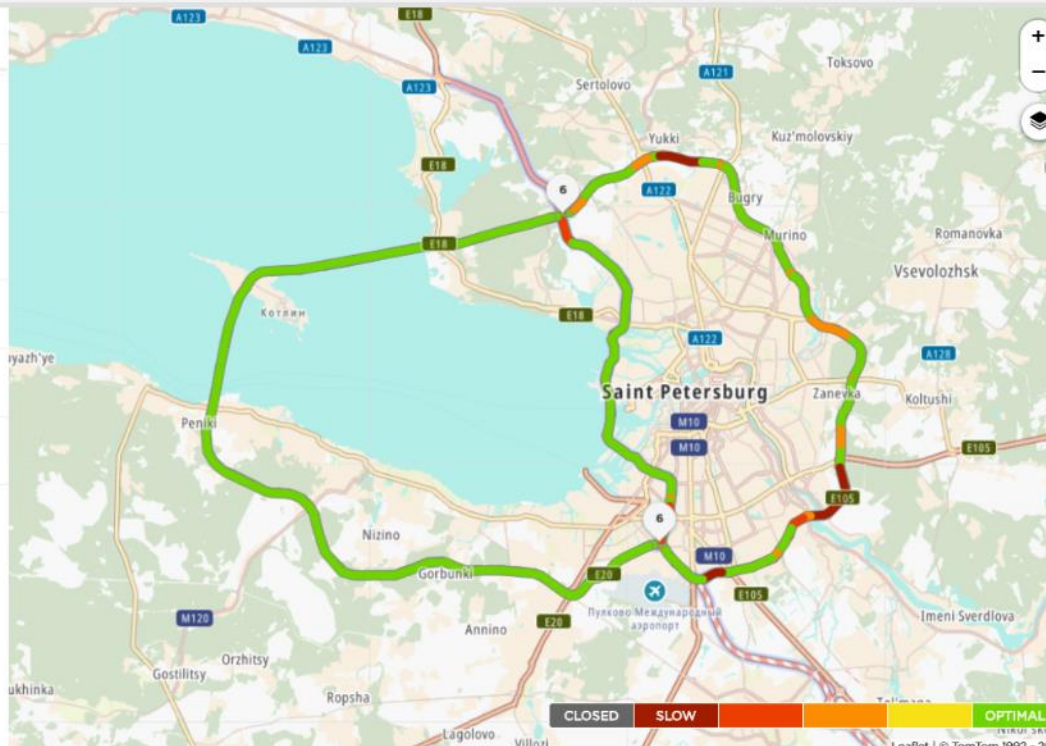 A123
E18
A123
A123
A121
Toksovo
Sertolovo
Yukki
Kuz'molovskiy
E18
A122
6
Bugry
Murino
Romanovka
E18
Vsevolozhsk
Котлин
E18
A122
A128
Saint Petersburg
Zanevka
Koltushi
Peniki
M10
M10
E105
E105
6
Nizino
M10
Gorbunki
E20
E105
Пулково Международный
аэропорт
M120
E20
Annino
Imeni Sverdlova
Orzhitsy
Gostilitsy
Ropsha
CLOSED SLOW OPTIMAL
Lagolovo
+
−